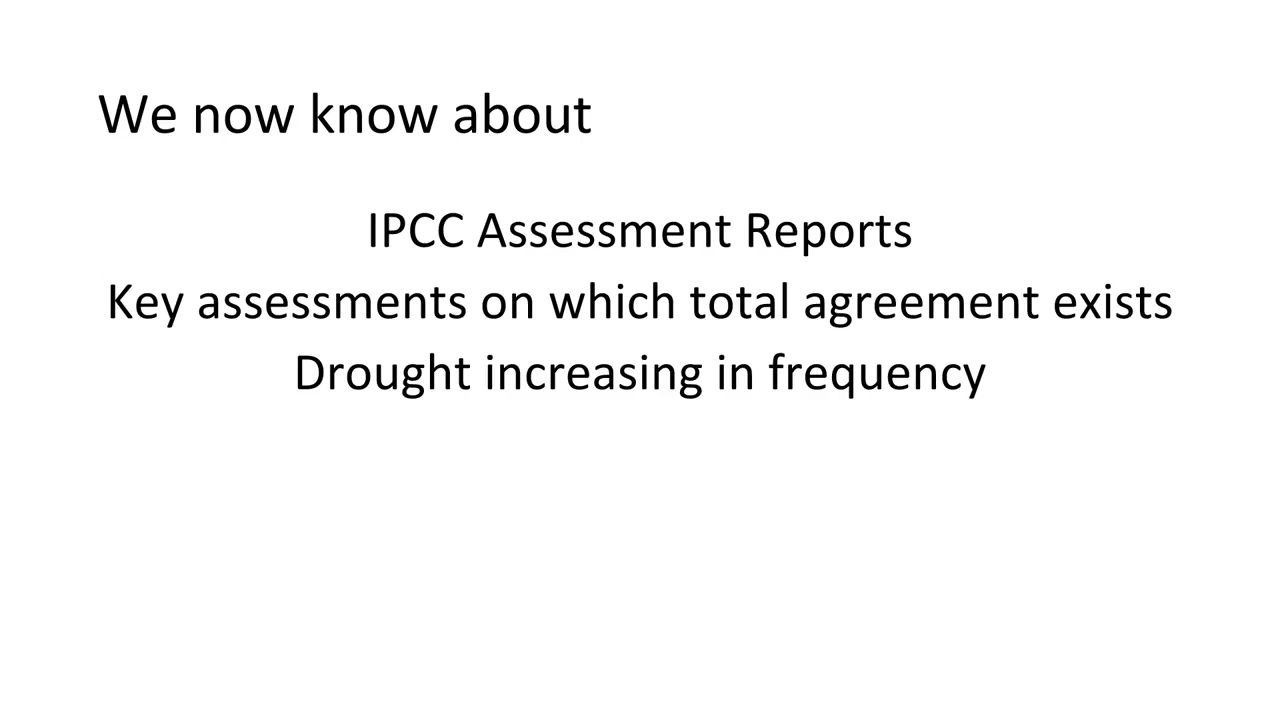 We now know about
IPCC Assessment Reports
Key assessments on which total agreement exists
Drought increasing in frequency